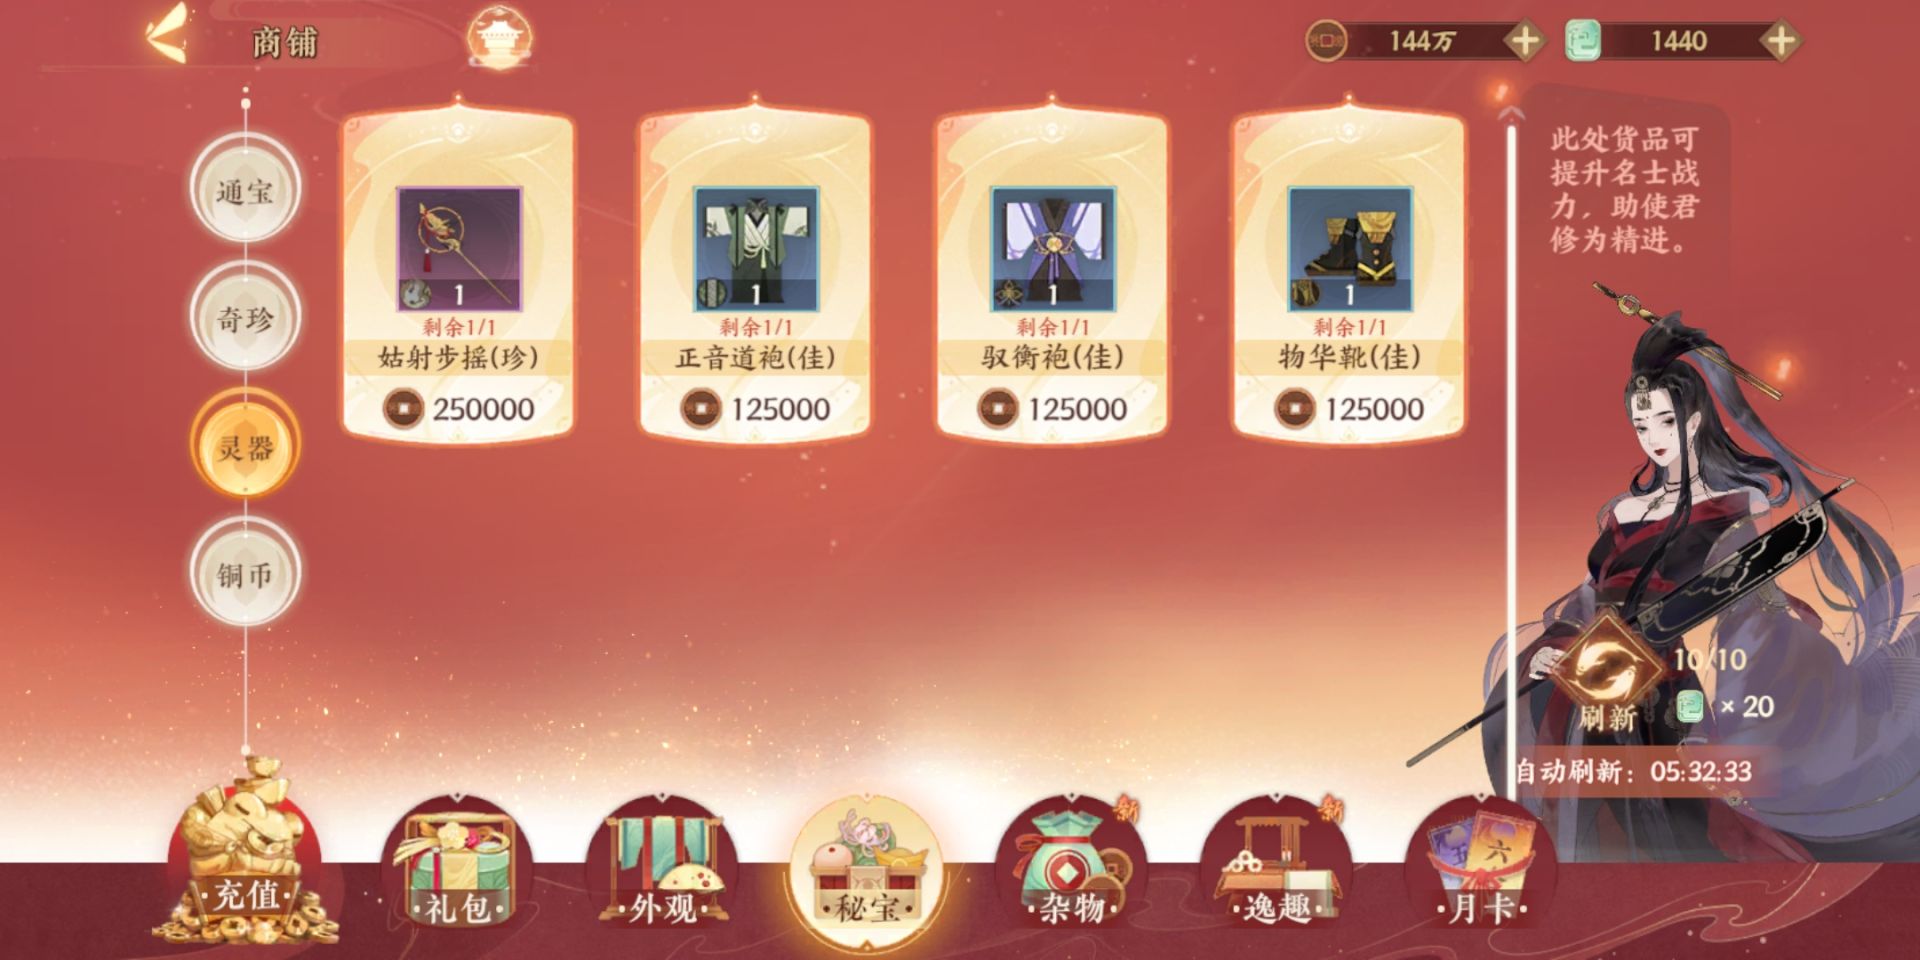 商铺
144万
1440
通宝
奇珍
灵器
铜币
1
剩余1/1
姑射步摇(珍)
250000
1
剩余1/1
正音道袍(佳)
125000
1
剩余1/1
驭衡袍(佳)
125000
1
剩余1/1
物华靴(佳)
125000
此处货品可
提升名士战
力，助使君
修为精进。
10/10
刷新
× 20
自动刷新：05:32:33
充值
礼包
外观
秘宝
杂物
新
逸趣
新
五
六
月卡